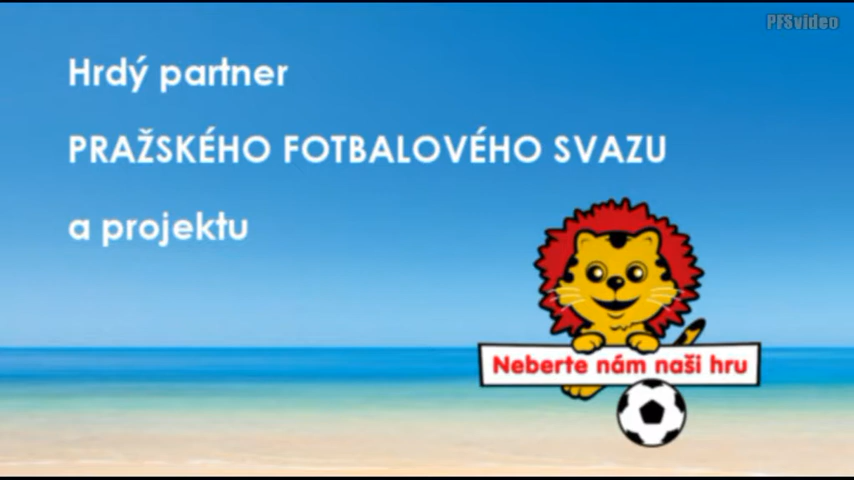 PFSvideo
Hrdý partner
PRAŽSKÉHO FOTBALOVÉHO SVAZU
a projektu
Neberte nám naši hru